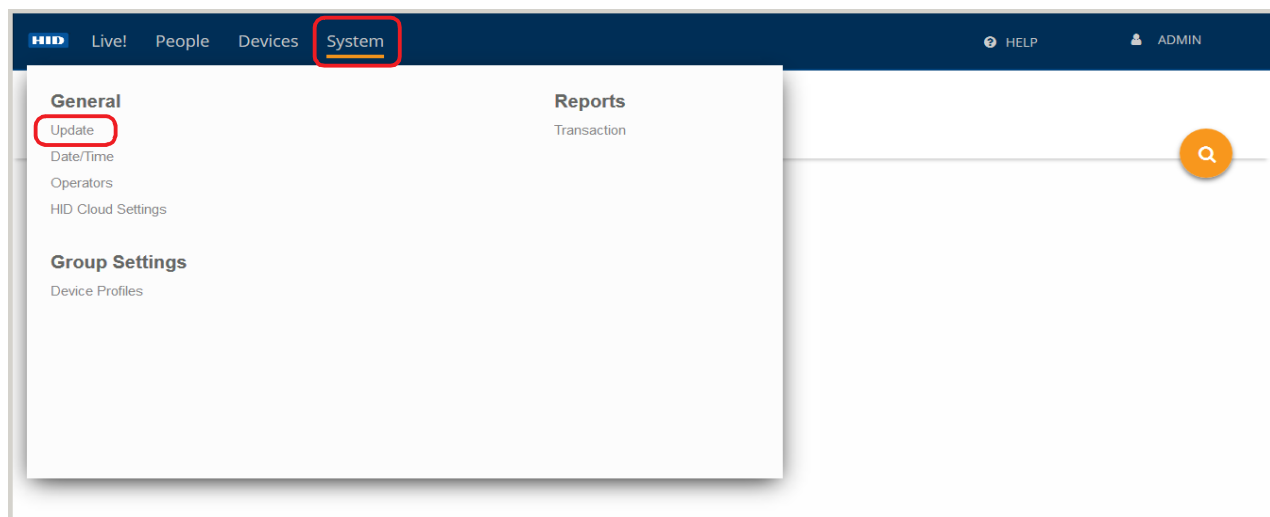 HID Live! People Devices System HELP ADMIN
General
Update
Date/Time
Operators
HID Cloud Settings
Group Settings
Device Profiles
Reports
Transaction